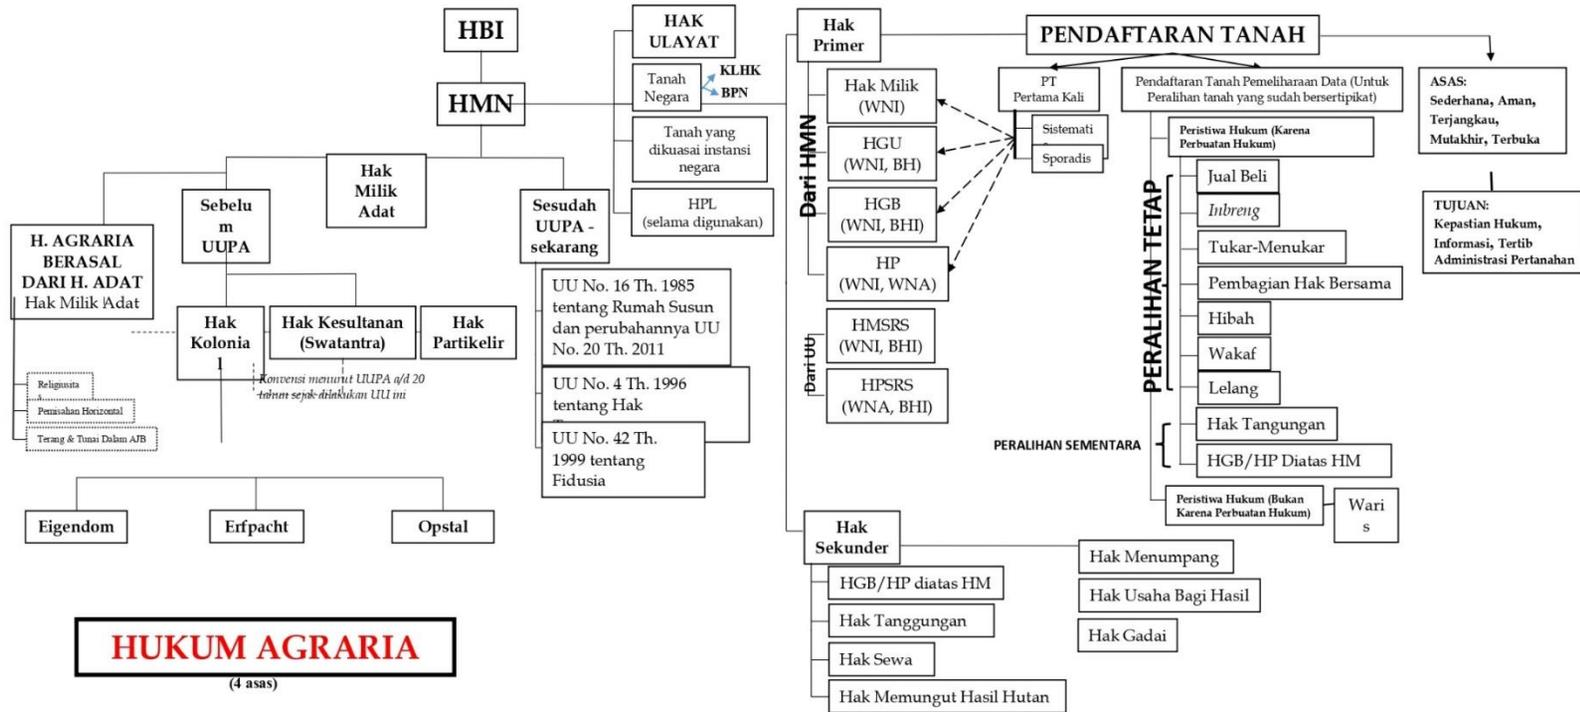 HBI
HMN
HAK
ULAYAT
Tanah
Negara
KLHK
BPN
Tanah yang
dikuasai instansi
negara
HPL
(selama digunakan)
Hak
Milik
Adat
Sebelu
m
UUPA
Sesudah
UUPA -
sekarang
H. AGRARIA
BERASAL
DARI H. ADAT
Hak Milik Adat
Religiusita
Pemisahan Horizontal
Terang & Tunai Dalam AJB
Hak
Kolonia
l
Hak Kesultanan
(Swatantra)
Hak
Partikelir
Konvensi menurut UUPA a/d 20
tahun sejak dilakukan UU ini
UU No. 16 Th. 1985
tentang Rumah Susun
dan perubahannya UU
No. 20 Th. 2011
UU No. 4 Th. 1996
tentang Hak
UU No. 42 Th.
1999 tentang
Fidusia
Eigendom
Erfpacht
Opstal
HUKUM AGRARIA
(4 asas)
Hak
Primer
Dari HMN
Hak Milik
(WNI)
HGU
(WNI, BH)
HGB
(WNI, BHI)
HP
(WNI, WNA)
Dari UU
HMSRS
(WNI, BHI)
HPSRS
(WNA, BHI)
Hak
Sekunder
HGB/HP diatas HM
Hak Tanggungan
Hak Sewa
Hak Memungut Hasil Hutan
Hak Menumpang
Hak Usaha Bagi Hasil
Hak Gadai
PENDAFTARAN TANAH
PT
Pertama Kali
Sistemati
Sporadis
Pendaftaran Tanah Pemeliharaan Data (Untuk
Peralihan tanah yang sudah bersertipikat)
Peristiwa Hukum (Karena
Perbuatan Hukum)
PERALIHAN TETAP
Jual Beli
Inbreng
Tukar-Menukar
Pembagian Hak Bersama
Hibah
Wakaf
Lelang
PERALIHAN SEMENTARA
Hak Tangungan
HGB/HP Diatas HM
Peristiwa Hukum (Bukan
Karena Perbuatan Hukum)
Wari
s
ASAS:
Sederhana, Aman,
Terjangkau,
Mutakhir, Terbuka
TUJUAN:
Kepastian Hukum,
Informasi, Tertib
Administrasi Pertanahan